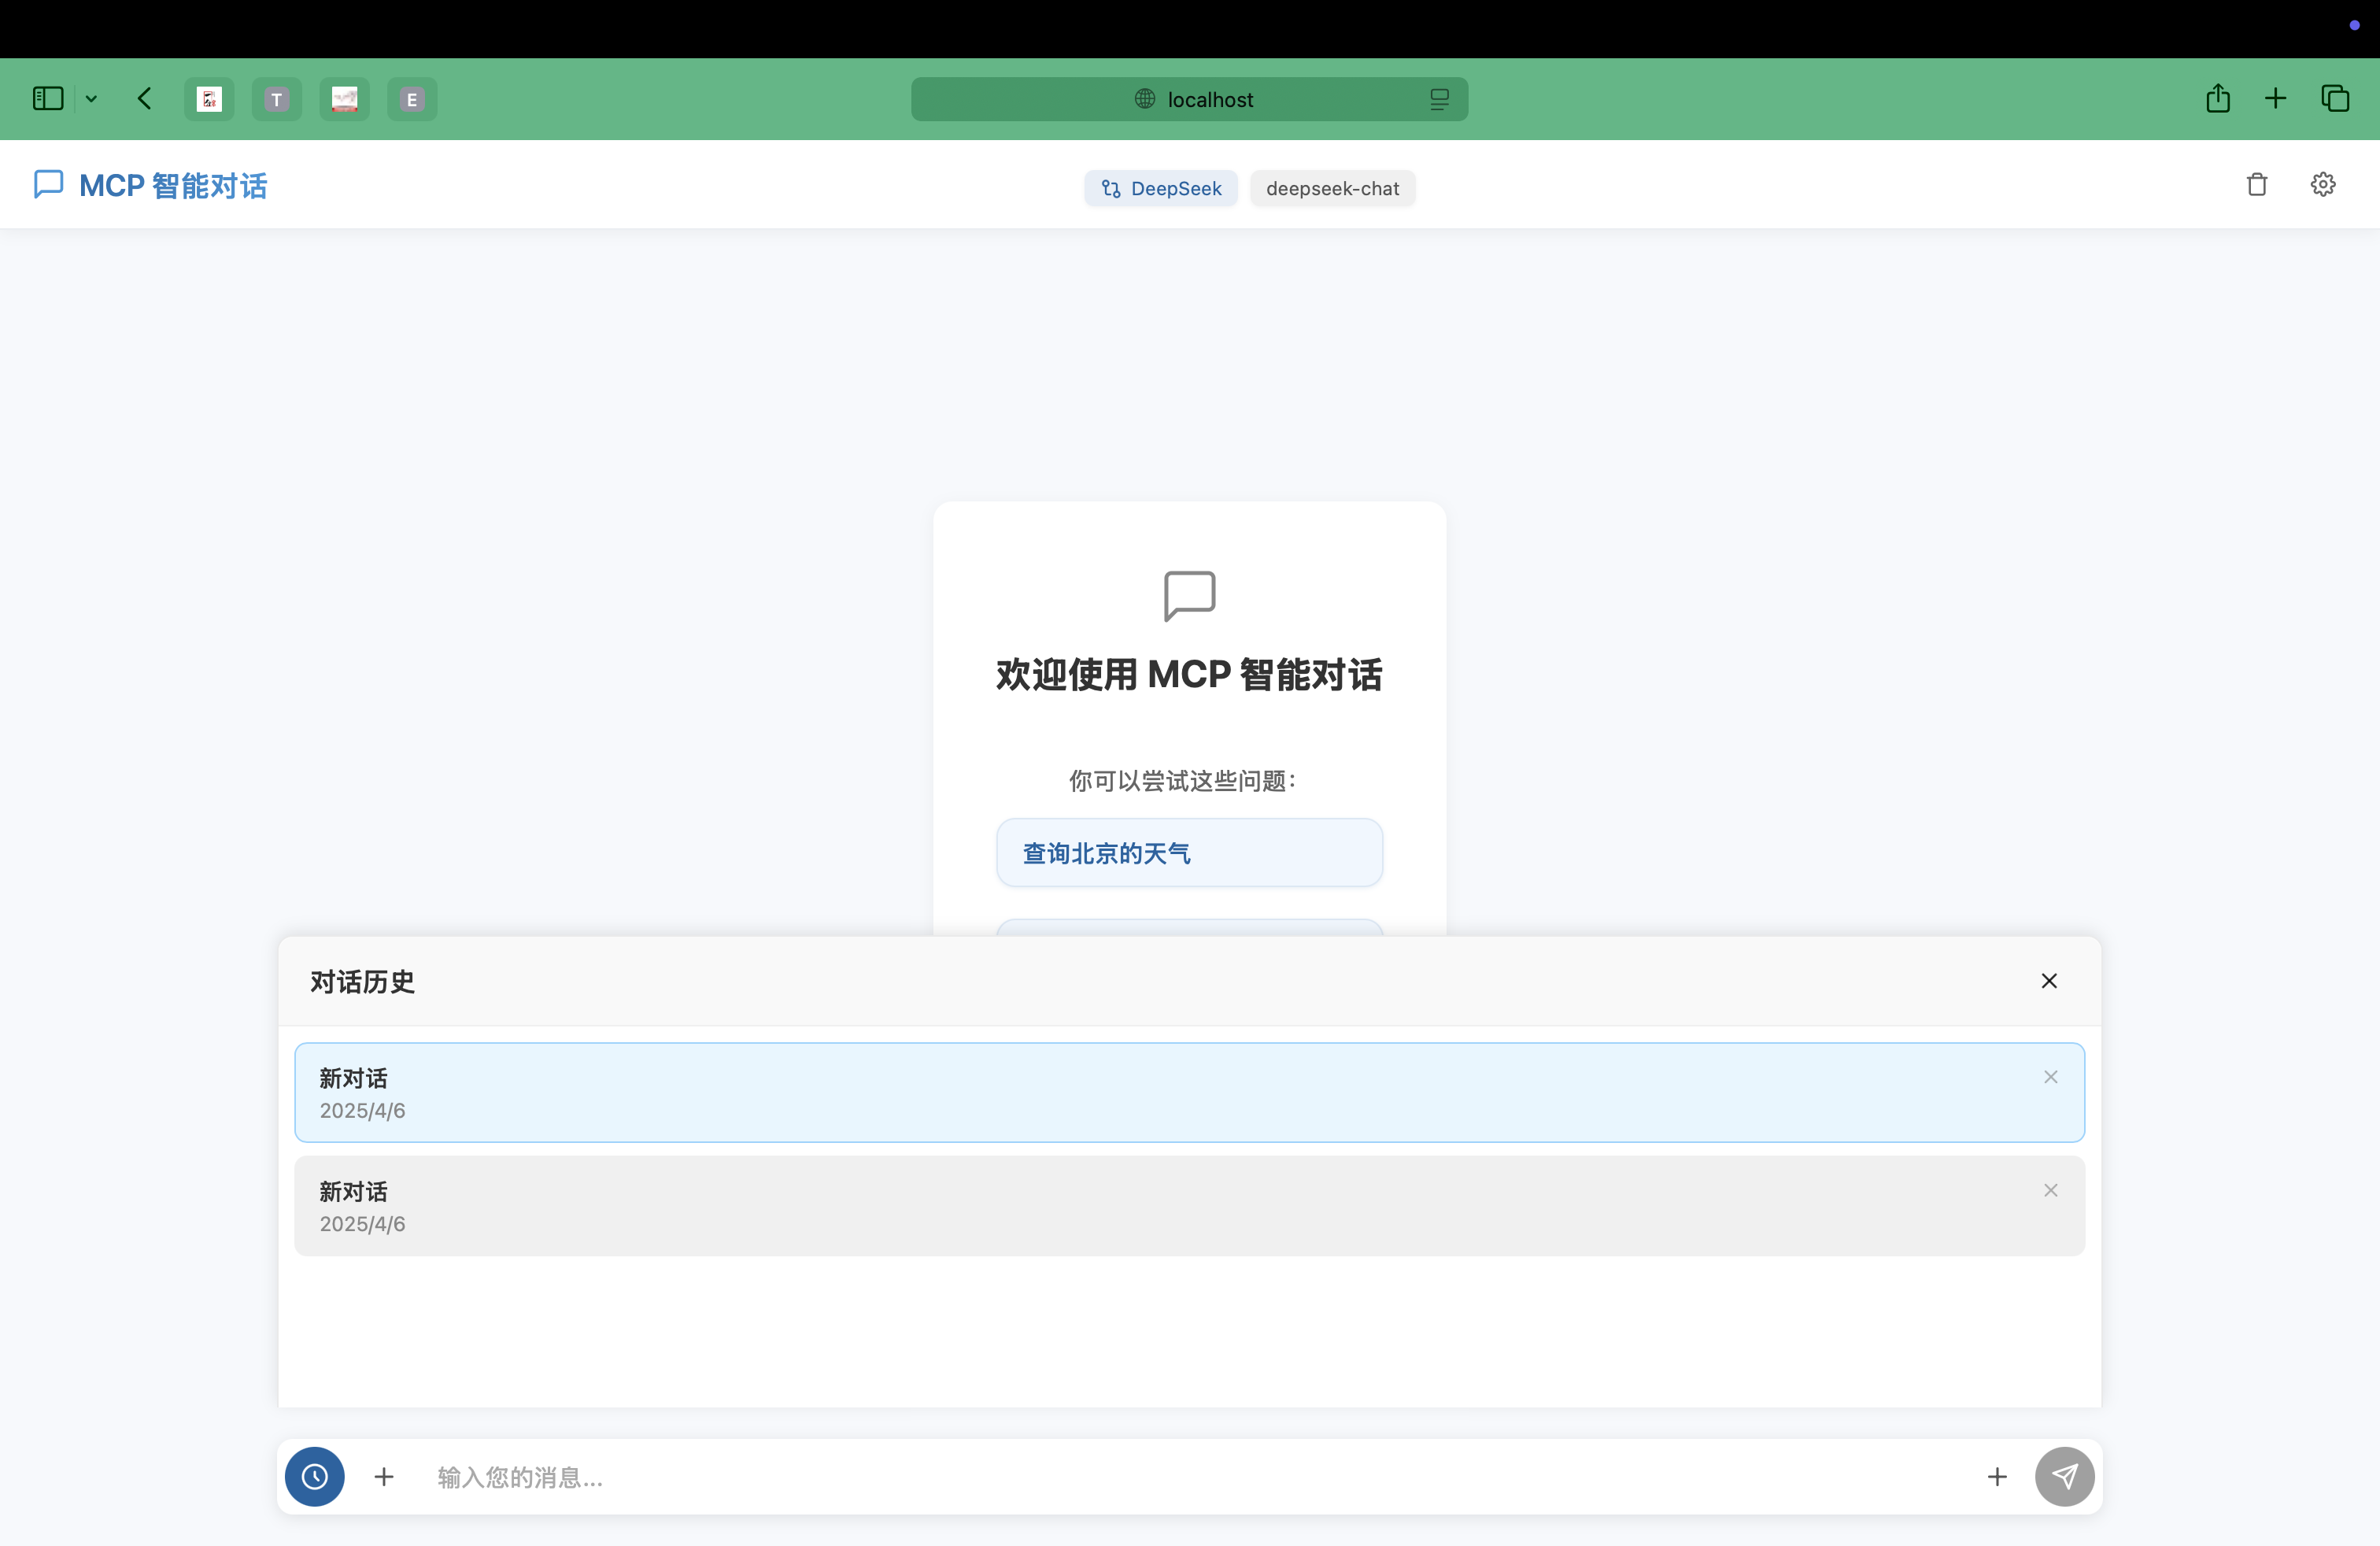 T
E
localhost
MCP 智能对话
DeepSeek
deepseek-chat
欢迎使用 MCP 智能对话
你可以尝试这些问题：
查询北京的天气
对话历史
新对话
2025/4/6
新对话
2025/4/6
输入您的消息...